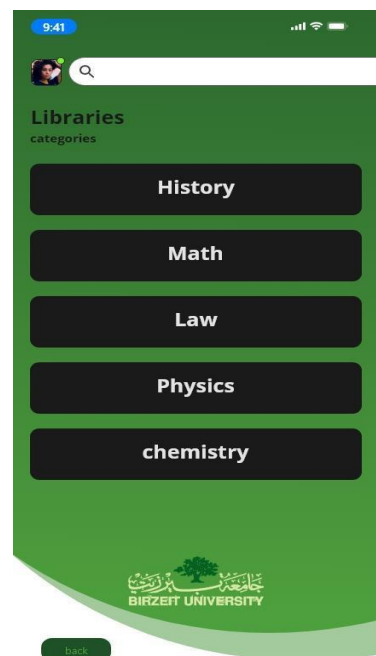 9:41
Libraries
categories
History
Math
Law
Physics
chemistry
جامعة بيرزيت
BIRZEIT UNIVERSITY
back